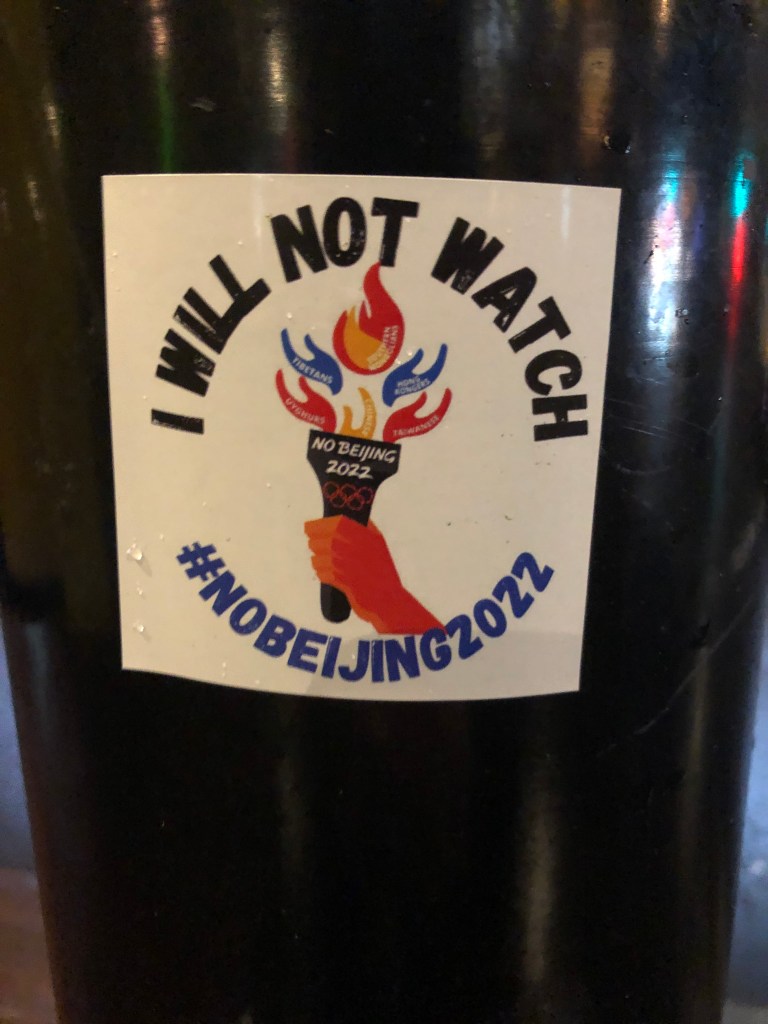 I WILL NOT WATCH
TIBETANS
HONG
KONGERS
UYGHURS
TAIWANESE
NO BEIJING
2022
#NOBEIJING2022